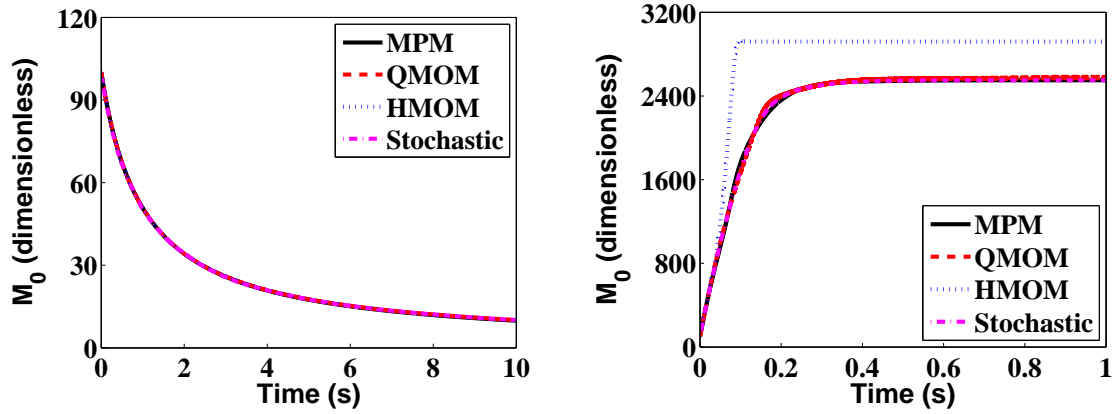 120
90
60
30
0
M0 (dimensionless)
0 2 4 6 8 10
Time (s)
MPM
QMOM
HMOM
Stochastic
3200
2400
1600
800
0
M0 (dimensionless)
0 0.2 0.4 0.6 0.8 1
Time (s)
MPM
QMOM
HMOM
Stochastic